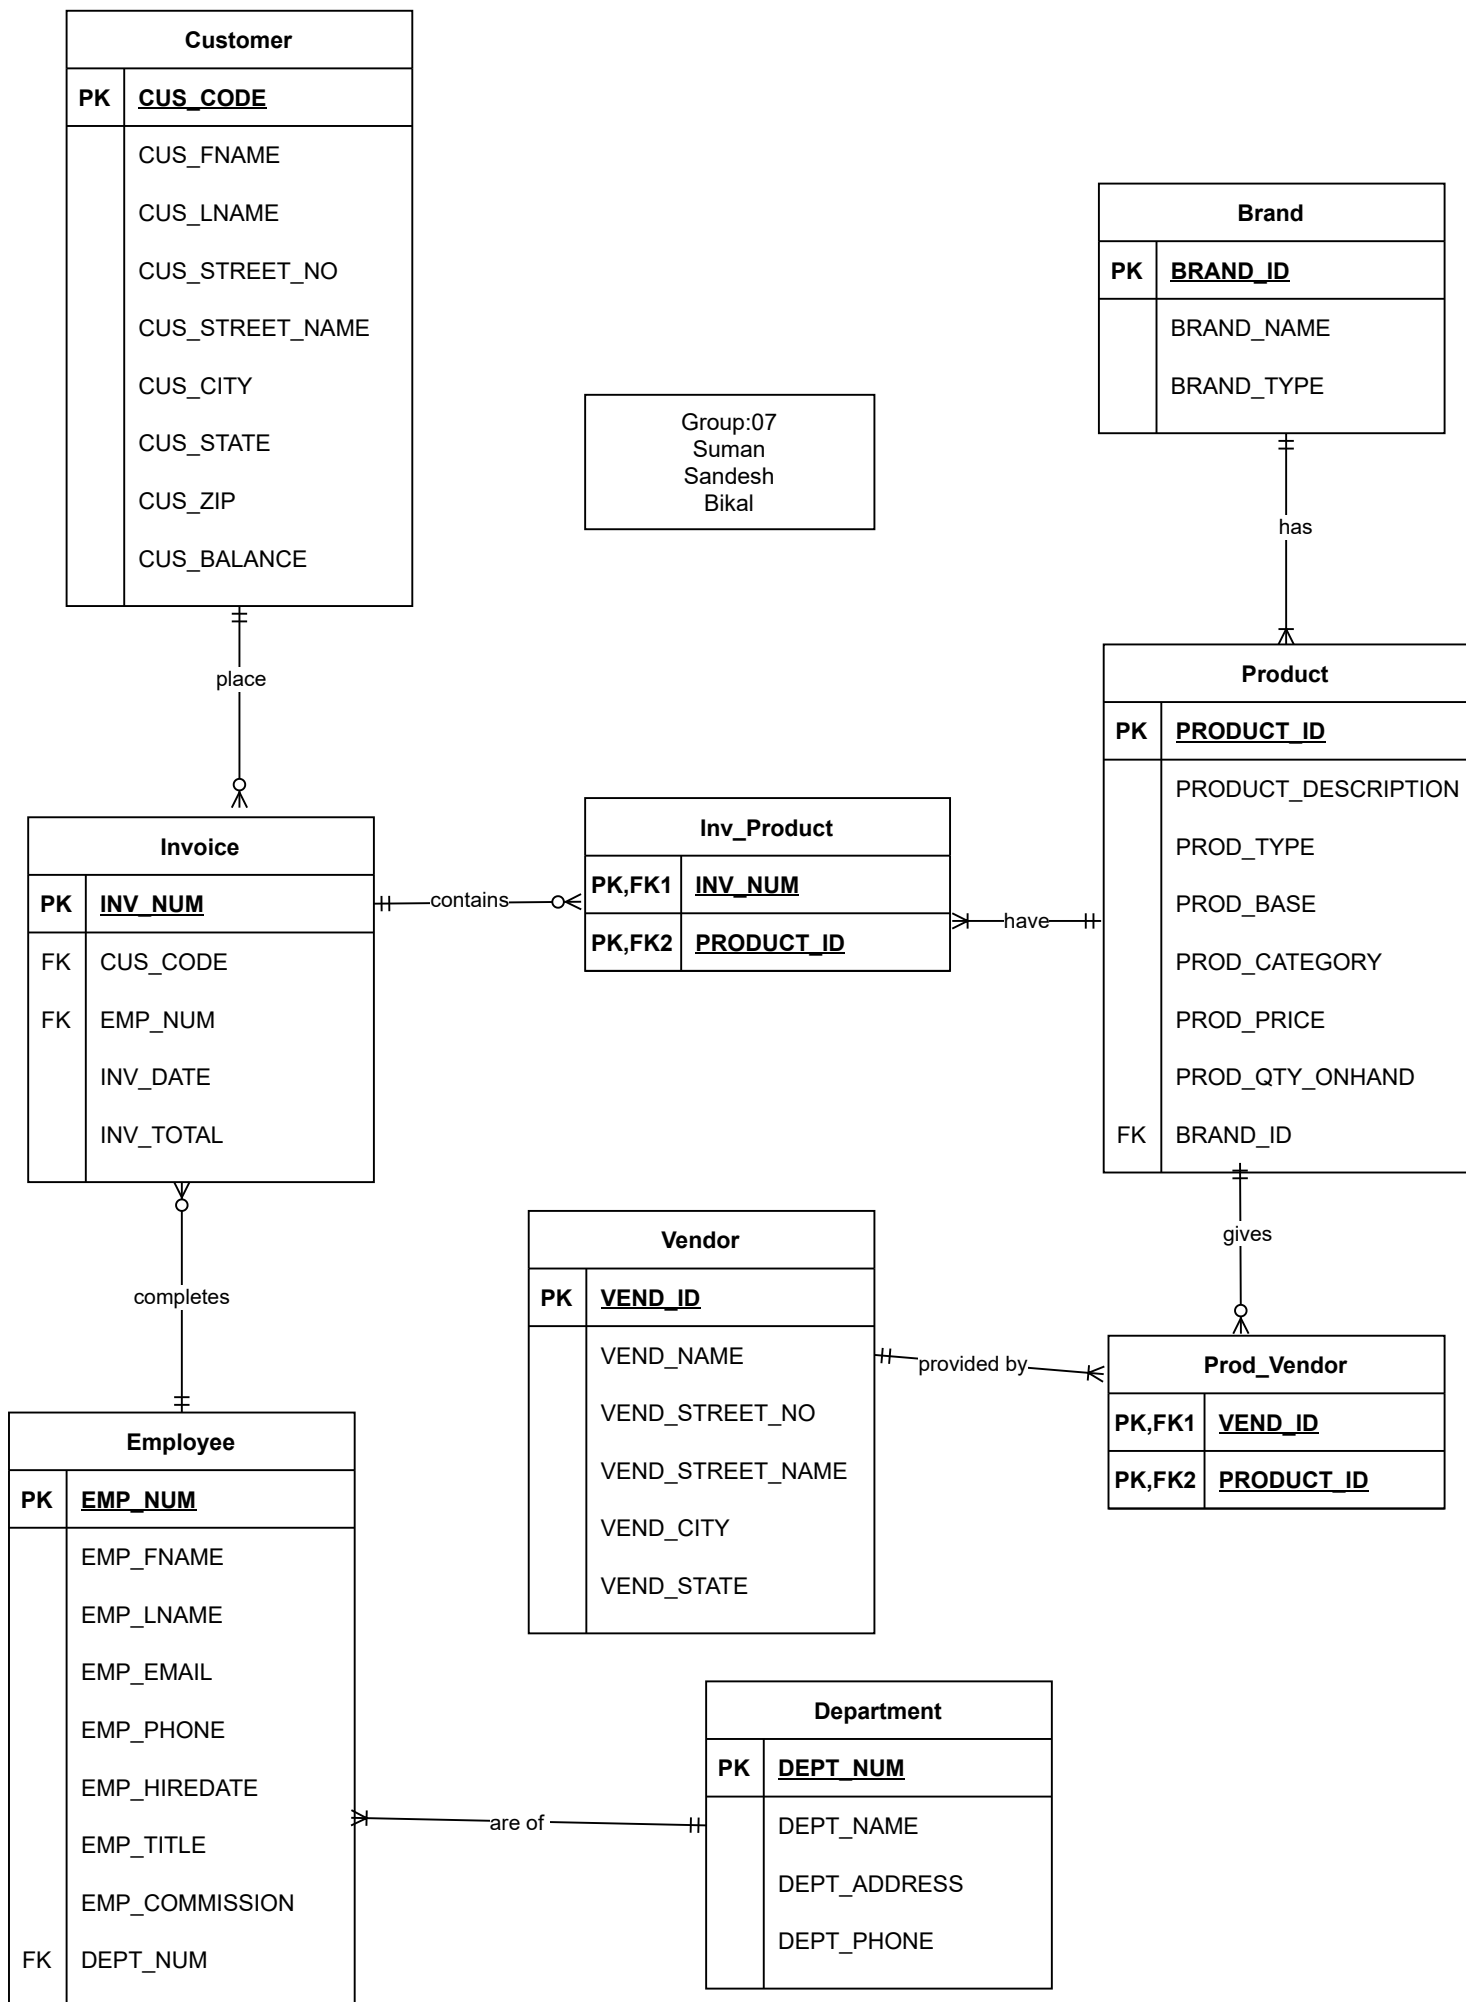 Customer
PK CUS_CODE
CUS_FNAME
CUS_LNAME
CUS_STREET_NO
CUS_STREET_NAME
CUS_CITY
CUS_STATE
CUS_ZIP
CUS_BALANCE
Brand
PK BRAND_ID
BRAND_NAME
BRAND_TYPE
Group:07
Suman
Sandesh
Bikal
has
place
Product
PK PRODUCT_ID
PRODUCT_DESCRIPTION
PROD_TYPE
PROD_BASE
PROD_CATEGORY
PROD_PRICE
PROD_QTY_ONHAND
FK BRAND_ID
Invoice
PK INV_NUM
FK CUS_CODE
FK EMP_NUM
INV_DATE
INV_TOTAL
contains
Inv_Product
PK,FK1 INV_NUM
PK,FK2 PRODUCT_ID
have
gives
completes
Vendor
PK VEND_ID
VEND_NAME
VEND_STREET_NO
VEND_STREET_NAME
VEND_CITY
VEND_STATE
provided by
Prod_Vendor
PK,FK1 VEND_ID
PK,FK2 PRODUCT_ID
Employee
PK EMP_NUM
EMP_FNAME
EMP_LNAME
EMP_EMAIL
EMP_PHONE
EMP_HIREDATE
EMP_TITLE
EMP_COMMISSION
FK DEPT_NUM
are of
Department
PK DEPT_NUM
DEPT_NAME
DEPT_ADDRESS
DEPT_PHONE